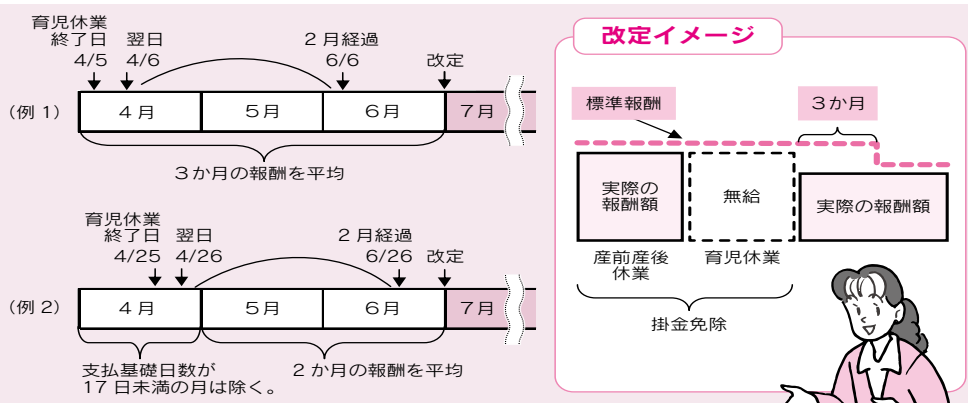 育児休業
終了日 翌日 2月経過
4/5 4/6 6/6 改定
(例1) 4月 5月 6月 7月
3か月の報酬を平均
育児休業
終了日 翌日 2月経過
4/25 4/26 6/26 改定
(例2) 4月 5月 6月 7月
支払基礎日数が
17日未満の月は除く。
2か月の報酬を平均
改定イメージ
標準報酬 3か月
実際の
報酬額
無給
実際の報酬額
産前産後
休業
育児休業
掛金免除